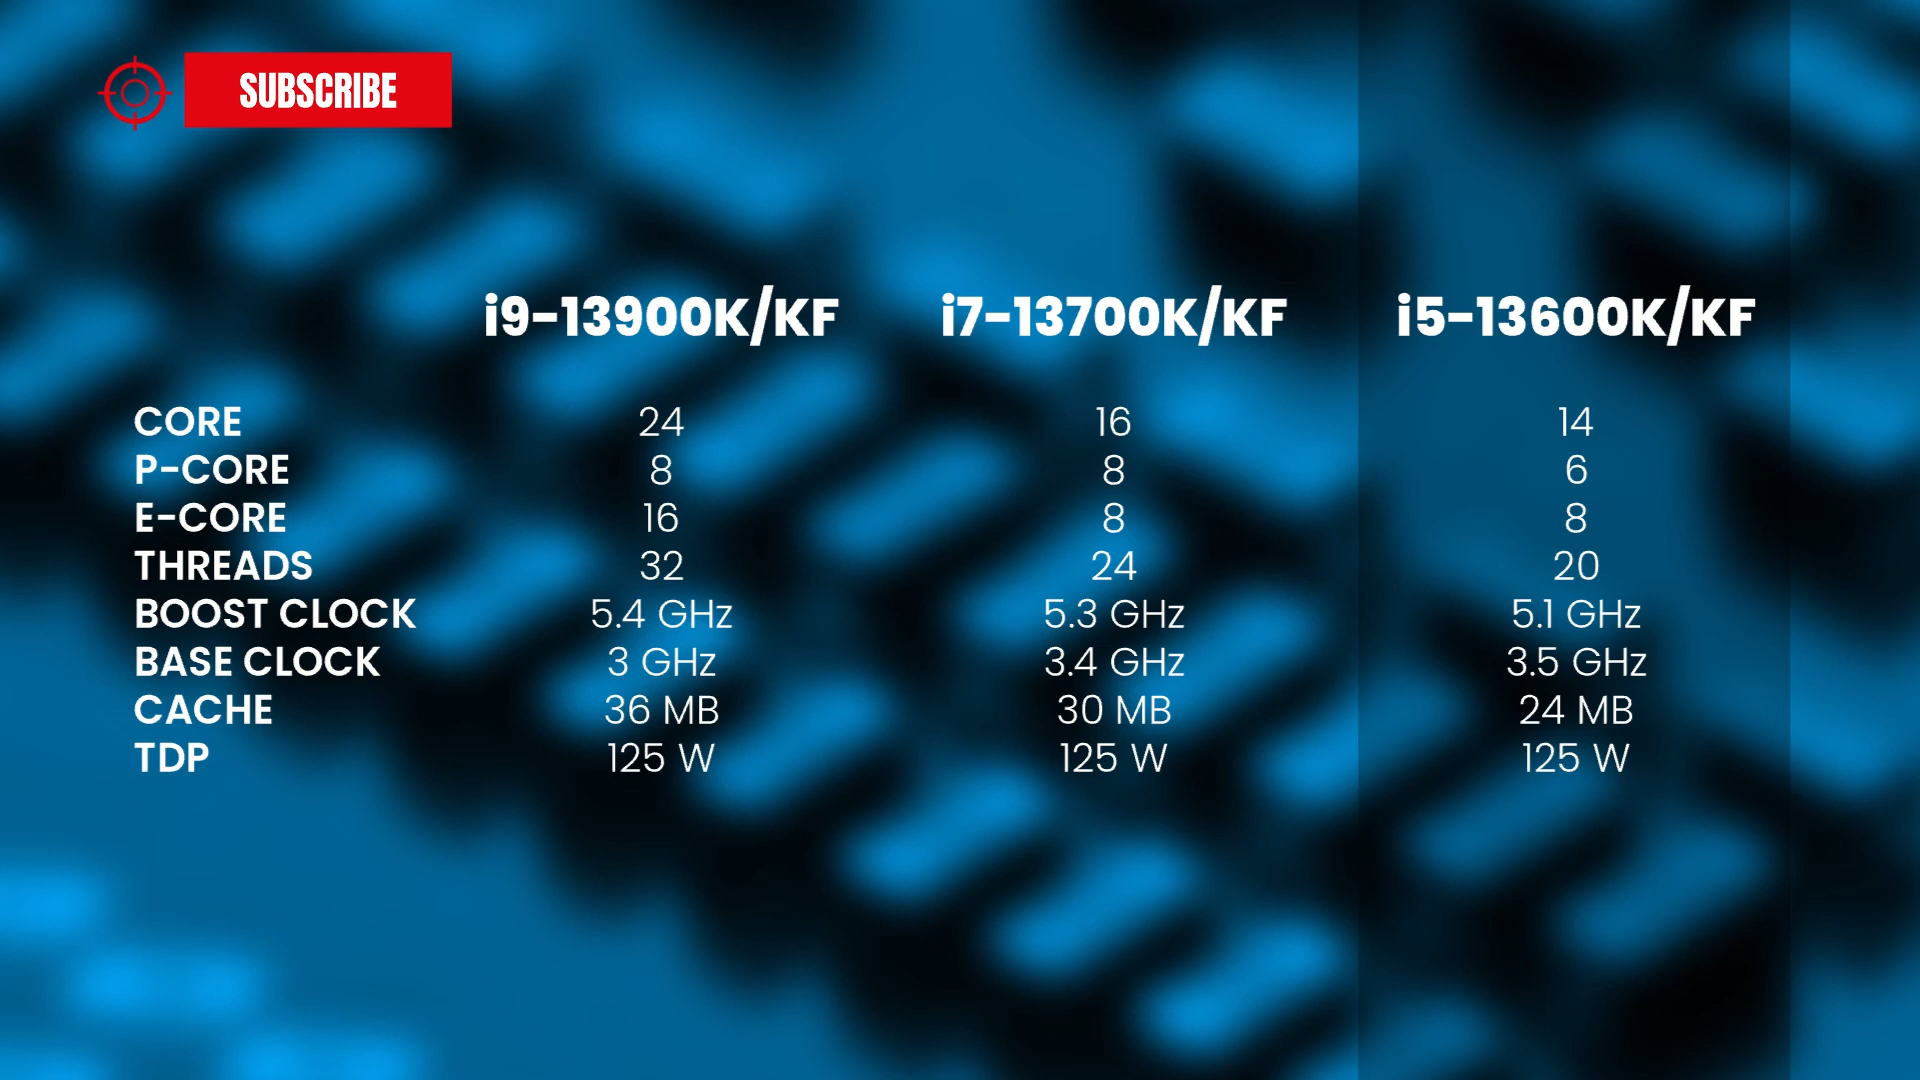 SUBSCRIBE
i9-13900K/KF i7-13700K/KF i5-13600K/KF
CORE 24 16 14
P-CORE 8 8 6
E-CORE 16 8 8
THREADS 32 24 20
BOOST CLOCK 5.4 GHz 5.3 GHz 5.1 GHz
BASE CLOCK 3 GHz 3.4 GHz 3.5 GHz
CACHE 36 MB 30 MB 24 MB
TDP 125 W 125 W 125 W